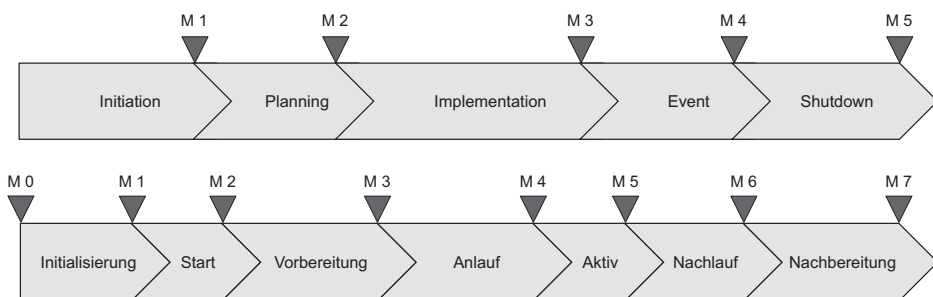 M 1 M 2 M 3 M 4 M 5
Initiation Planning Implementation Event Shutdown
M 0 M 1 M 2 M 3 M 4 M 5 M 6 M 7
Initialisierung Start Vorbereitung Anlauf Aktiv Nachlauf Nachbereitung